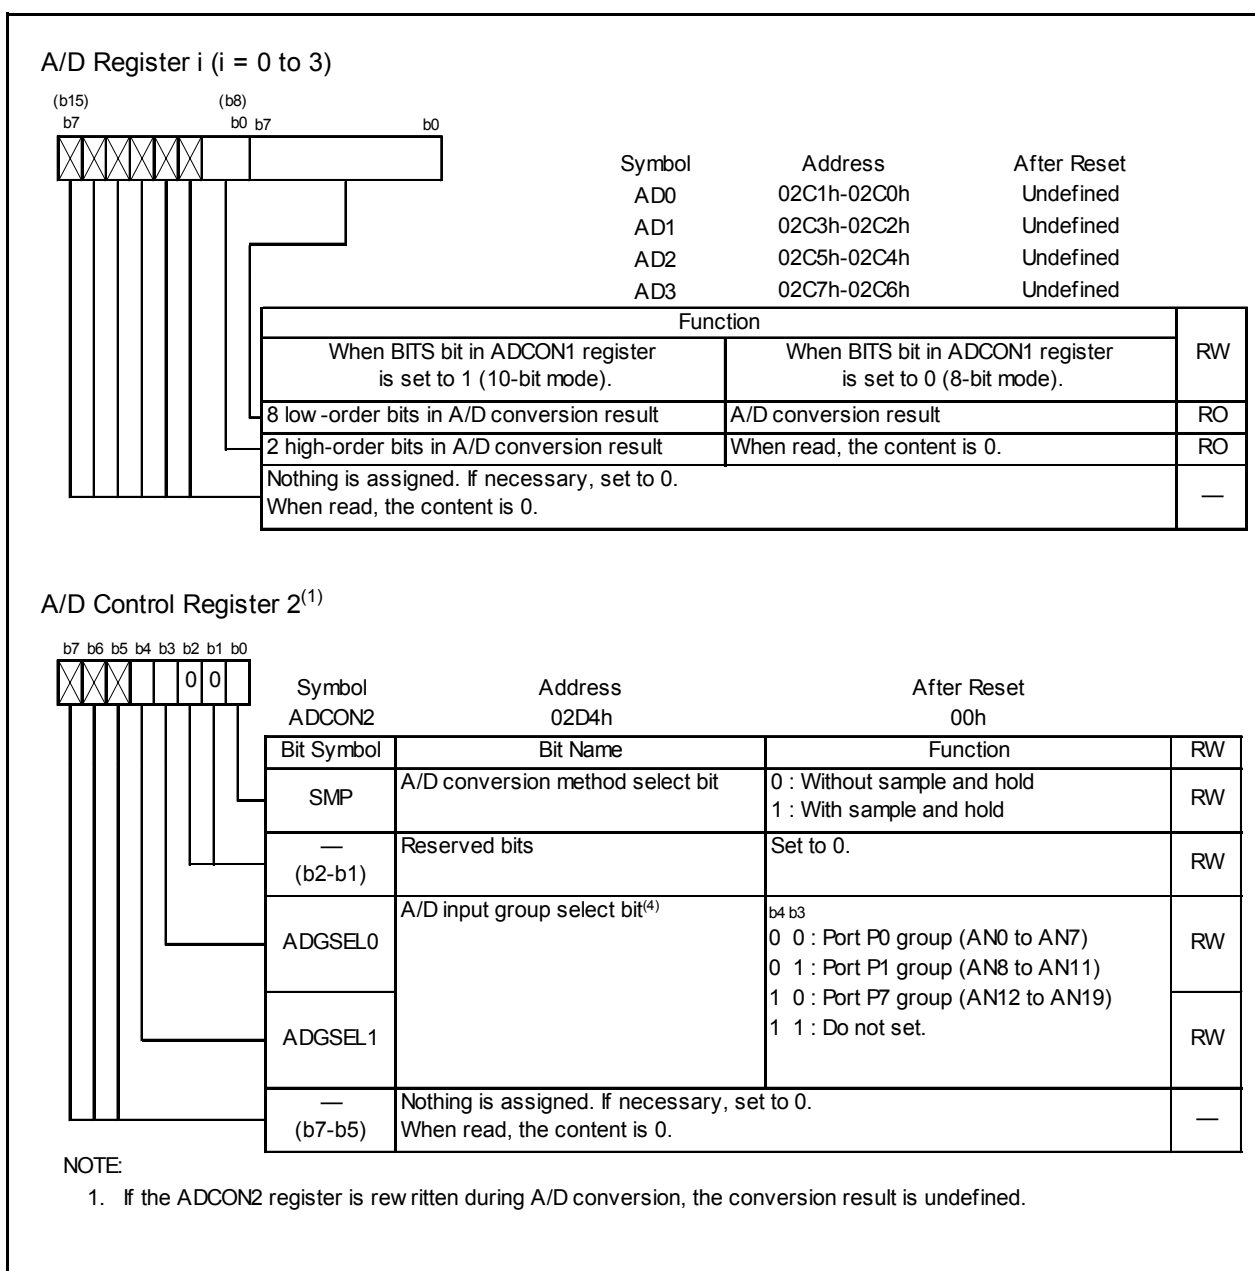 A/D Register i (i = 0 to 3)
(b15) (b8)
b7 b0 b7 b0
Symbol Address After Reset
AD0 02C1h-02C0h Undefined
AD1 02C3h-02C2h Undefined
AD2 02C5h-02C4h Undefined
AD3 02C7h-02C6h Undefined
Function RW
When BITS bit in ADCON1 register is set to 1 (10-bit mode).
When BITS bit in ADCON1 register is set to 0 (8-bit mode).
8 low-order bits in A/D conversion result A/D conversion result RO
2 high-order bits in A/D conversion result When read, the content is 0. RO
Nothing is assigned. If necessary, set to 0.
When read, the content is 0. —
A/D Control Register 2(1)
b7 b6 b5 b4 b3 b2 b1 b0
0 0
Symbol Address After Reset
ADCON2 02D4h 00h
Bit Symbol Bit Name Function RW
SMP A/D conversion method select bit 0 : Without sample and hold
1 : With sample and hold RW
— (b2-b1) Reserved bits Set to 0. RW
ADGSEL0 A/D input group select bit(4) b4 b3
0 0 : Port P0 group (AN0 to AN7) RW
0 1 : Port P1 group (AN8 to AN11)
1 0 : Port P7 group (AN12 to AN19)
ADGSEL1 1 1 : Do not set. RW
— (b7-b5) Nothing is assigned. If necessary, set to 0.
When read, the content is 0. —
NOTE:
1. If the ADCON2 register is rewritten during A/D conversion, the conversion result is undefined.